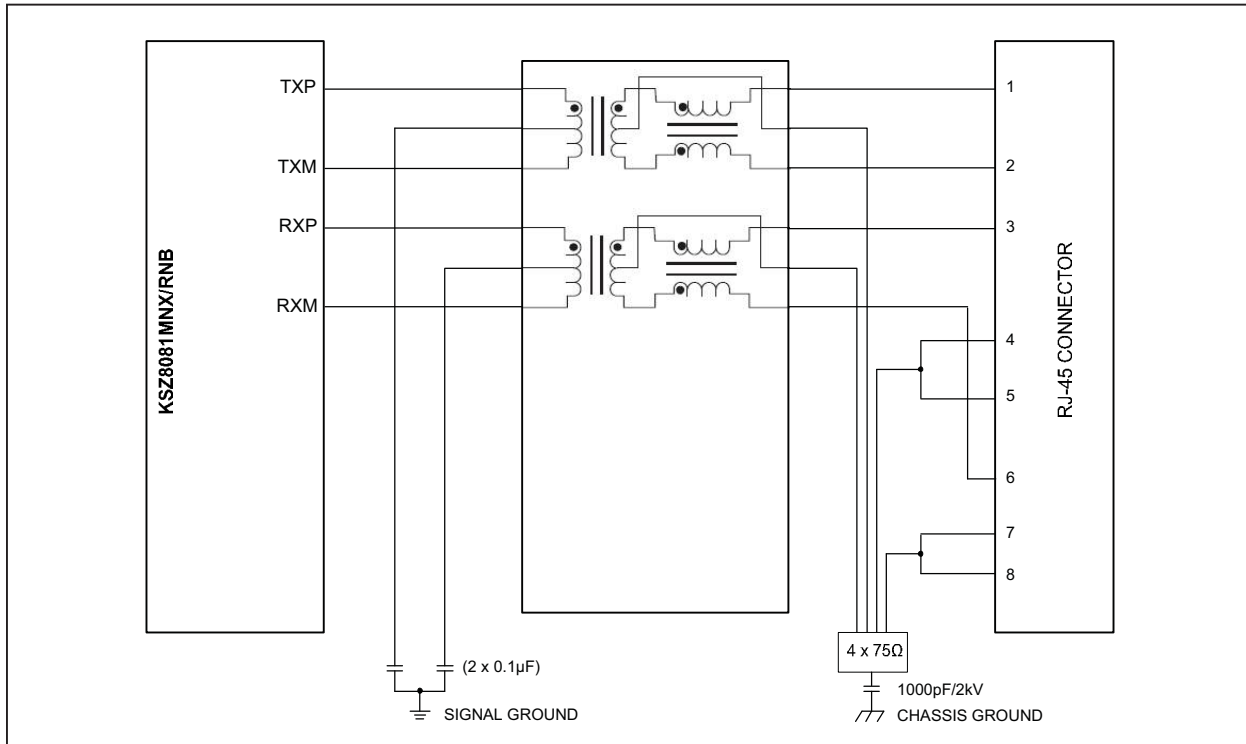 KSZ8081MNX/RNB
TXP
TXM
RXP
RXM
1
2
3
4
5
6
7
8
RJ-45 CONNECTOR
(2 x 0.1µF)
SIGNAL GROUND
4 x 75Ω
1000pF/2kV
CHASSIS GROUND